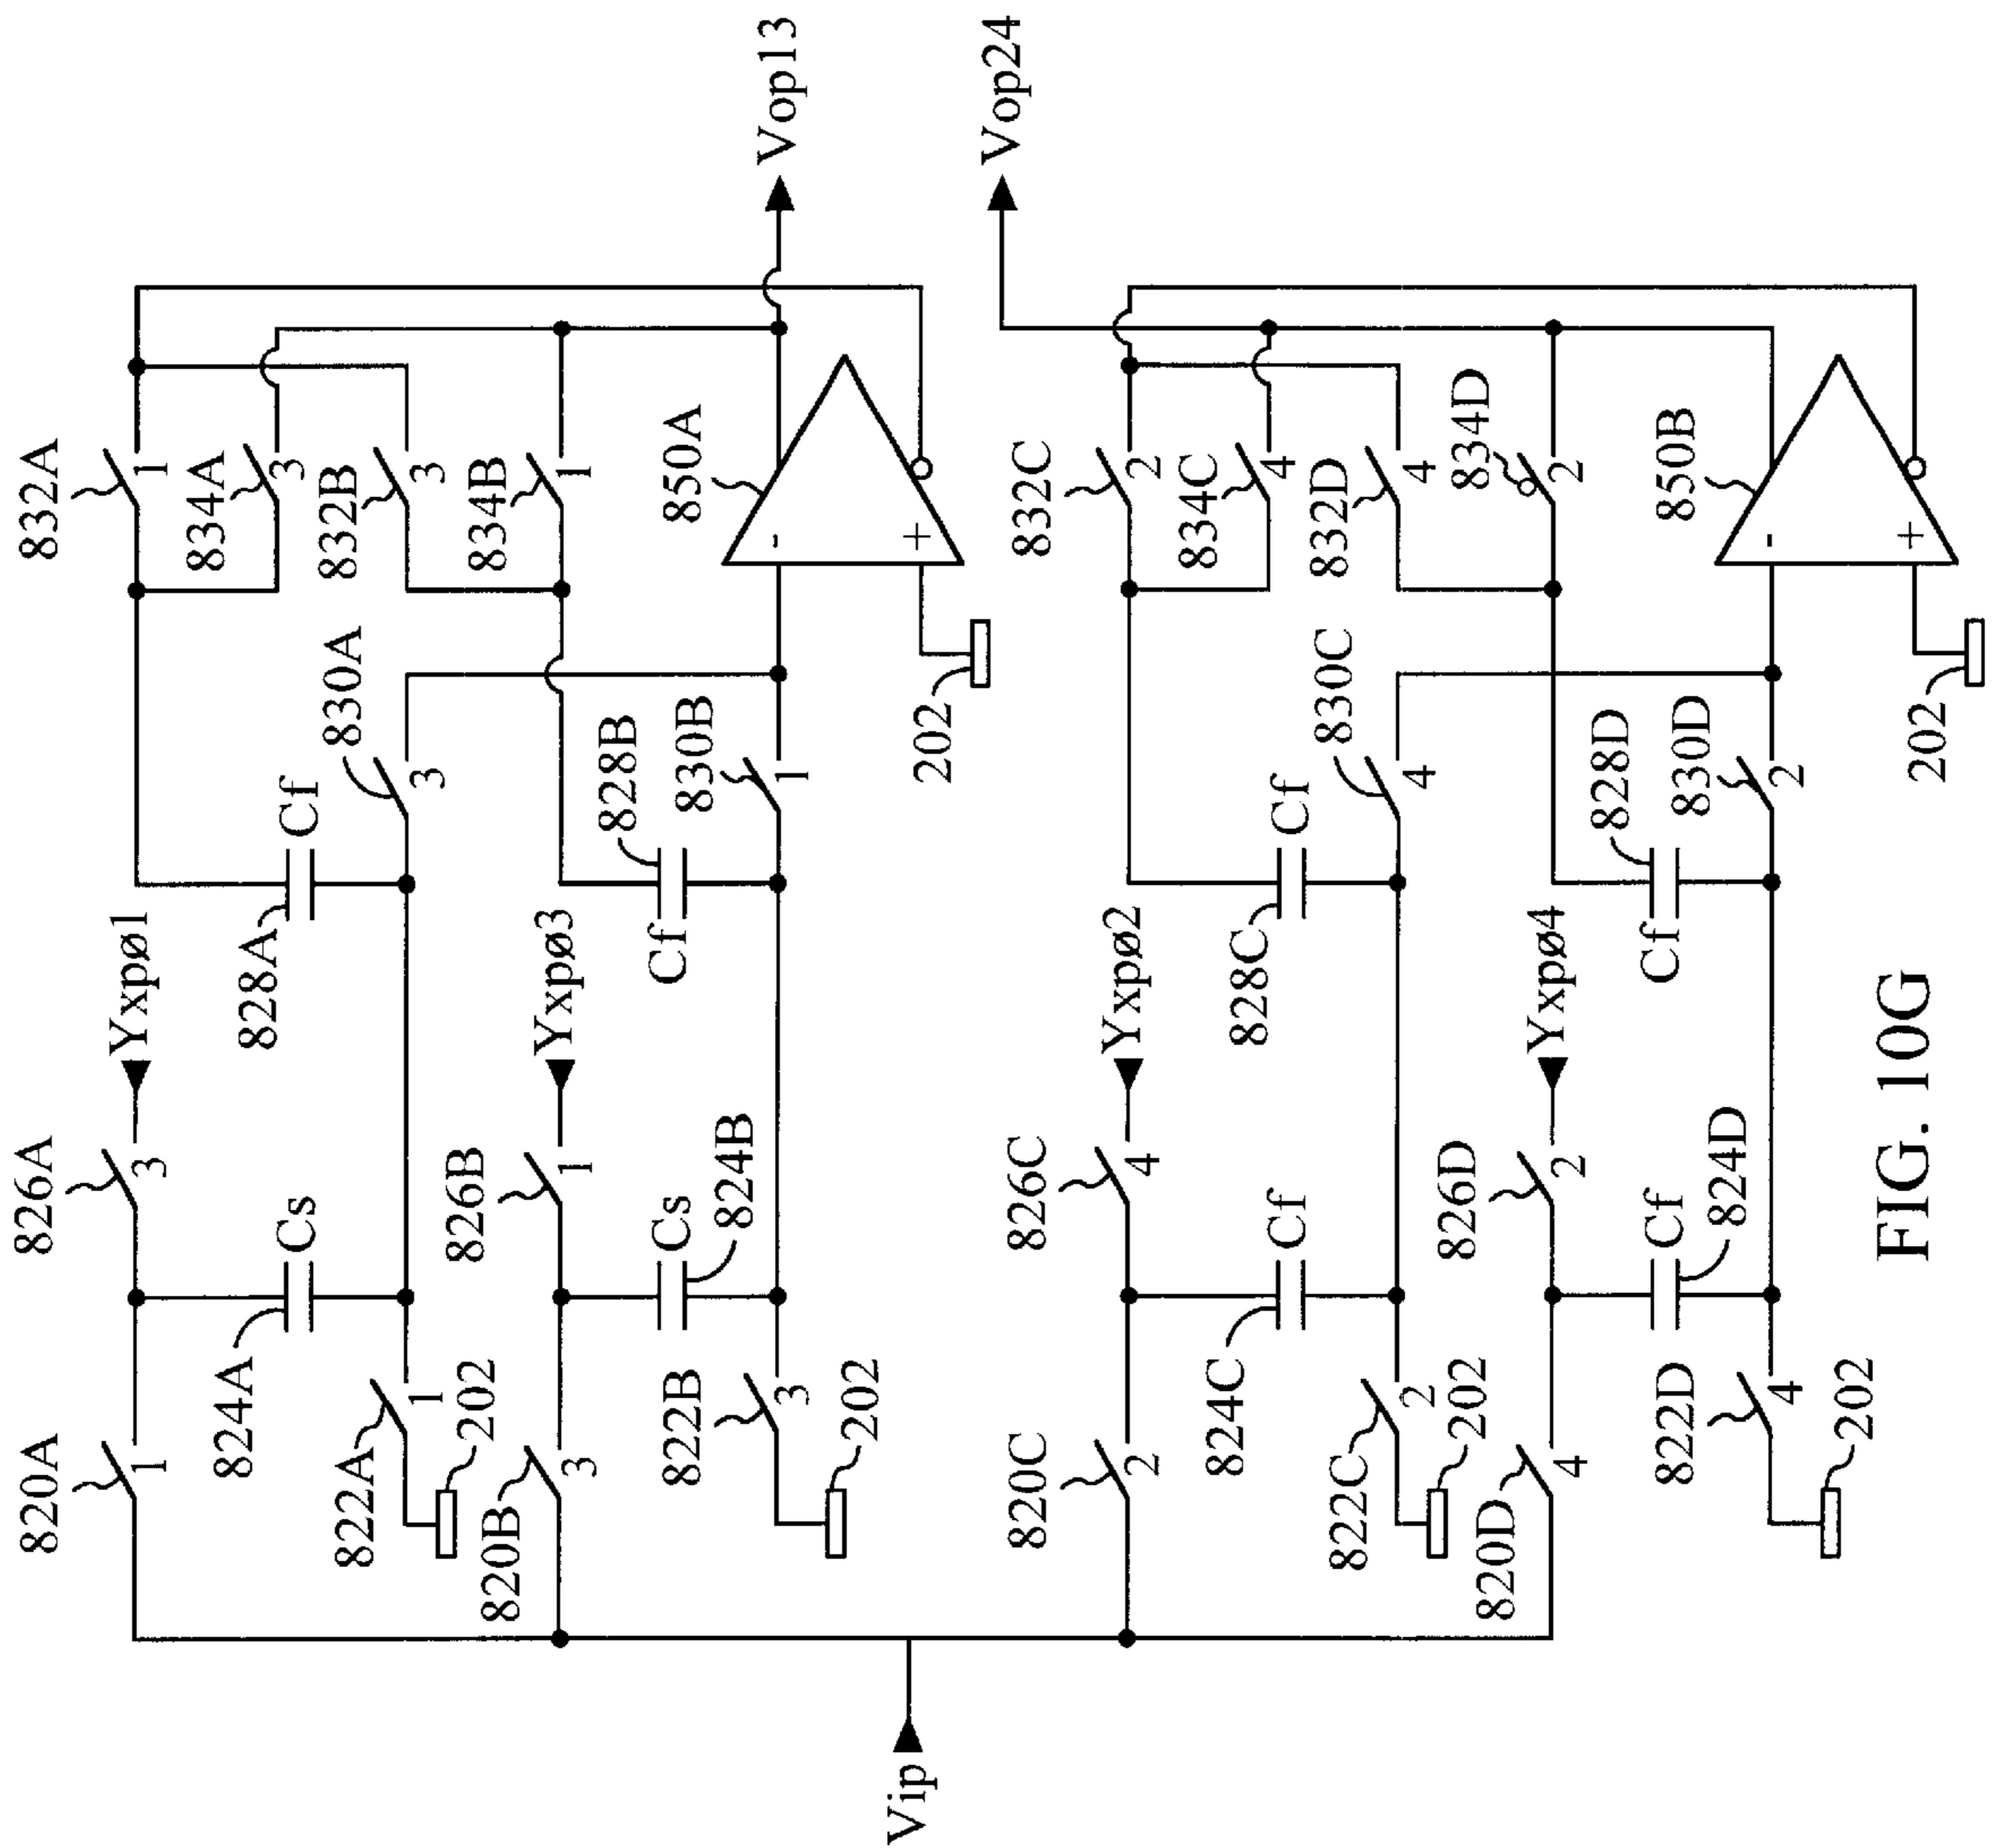 820A
1
826A
3
Yxpø1
832A
1
824A
Cs
828A
Cf
834A
3
822A
1
202
830A
3
832B
3
820B
3
826B
1
Yxpø3
834B
1
822B
3
202
Cs
824B
Cf
828B
830B
1
850A
-
+
202
Vop13
Vip
820C
2
826C
4
Yxpø2
832C
2
Vop24
824C
Cf
828C
Cf
834C
4
822C
2
202
830C
4
832D
4
820D
4
826D
2
Yxpø4
834D
2
822D
4
202
Cf
824D
Cf
828D
830D
2
850B
-
+
202
FIG. 10G